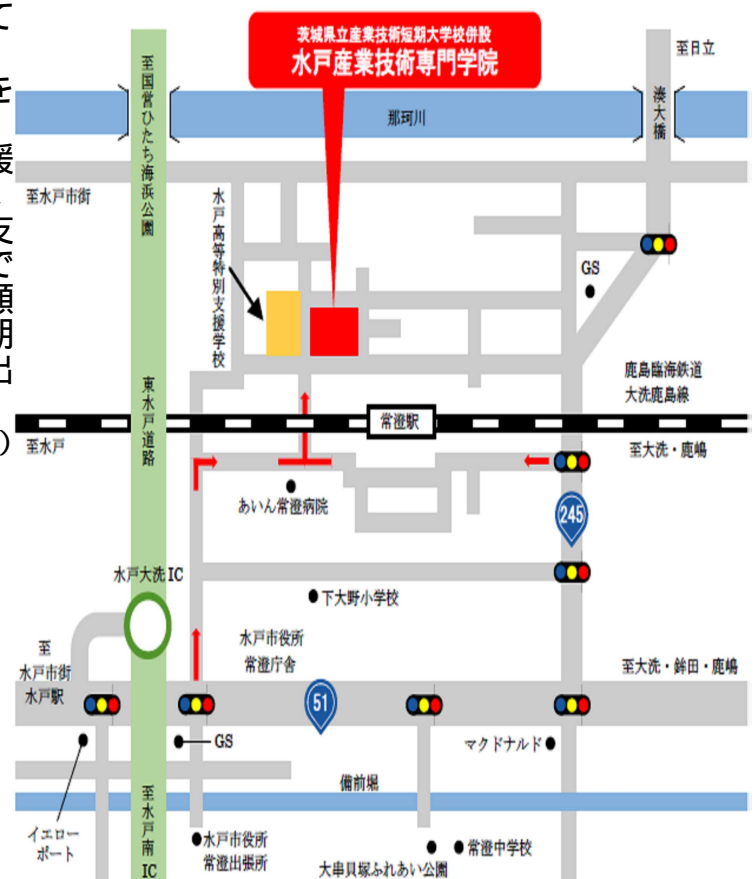 て
を
援
支
で
願
期
出
)
茨城県立産業技術短期大学校併設
水戸産業技術専門学院
至日立
至国営ひたち海浜公園
湊大橋
那珂川
至水戸市街
水戸高等特別支援学校
GS
鹿島臨海鉄道
大洗鹿島線
東水戸道路
常澄駅
至水戸
至大洗・鹿嶋
あいん常澄病院
245
水戸大洗IC
下大野小学校
至
水戸市街
水戸駅
水戸市役所
常澄庁舎
至大洗・鉾田・鹿嶋
51
GS
マクドナルド
備前堀
至水戸南IC
イエロー
ポート
水戸市役所
常澄出張所
常澄中学校
大串貝塚ふれあい公園